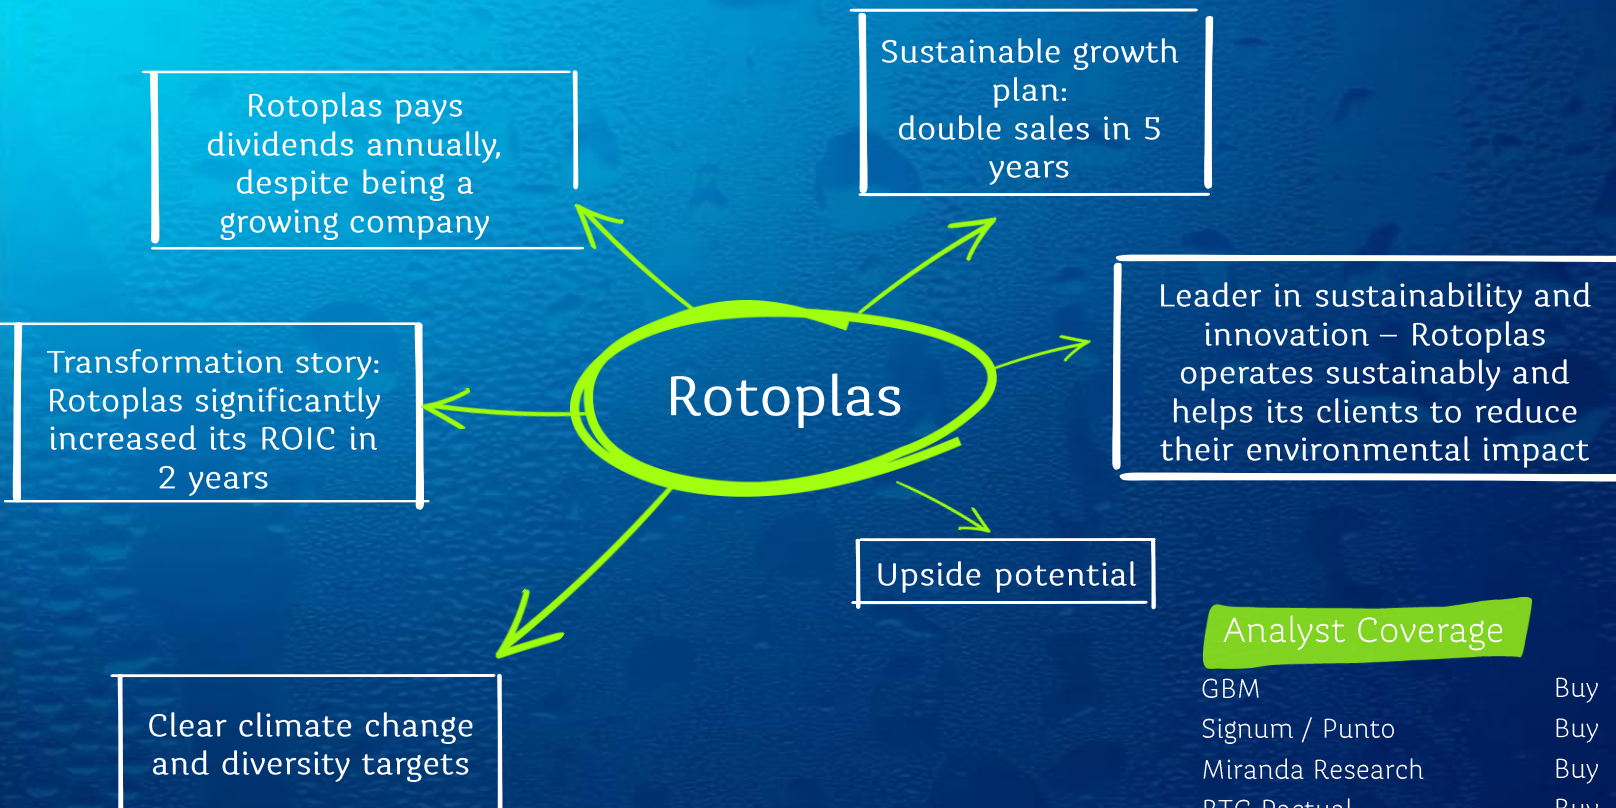 Sustainable growth
plan:
double sales in 5
years
Rotoplas pays
dividends annually,
despite being a
growing company
Leader in sustainability and
innovation – Rotoplas
operates sustainably and
helps its clients to reduce
their environmental impact
Transformation story:
Rotoplas significantly
increased its ROIC in
2 years
Rotoplas
Upside potential
Clear climate change
and diversity targets
Analyst Coverage
GBM Buy
Signum / Punto Buy
Miranda Research Buy
BTG Pactual Buy